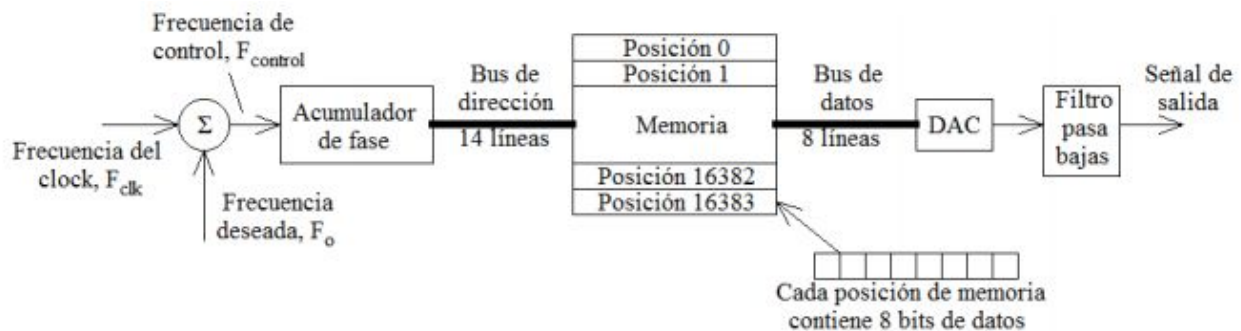 Frecuencia de
control, F_control
Frecuencia del
clock, F_clk
Σ
Frecuencia
deseada, F_o
Acumulador
de fase
Bus de
dirección
14 líneas
Posición 0
Posición 1
Memoria
Posición 16382
Posición 16383
Bus de
datos
8 líneas
DAC
Filtro
pasa
bajas
Señal de
salida
Cada posición de memoria
contiene 8 bits de datos